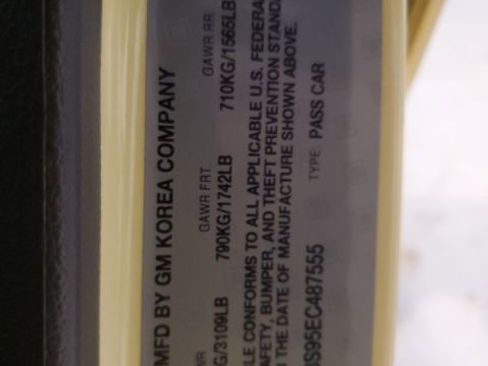 MFD BY GM KOREA COMPANY
GAWR FRT GAWR RR
G/3109LB 790KG/1742LB 710KG/1565LB
LE CONFORMS TO ALL APPLICABLE U.S. FEDERA
AFETY, BUMPER, AND THEFT PREVENTION STAND
THE DATE OF MANUFACTURE SHOWN ABOVE.
S95EC487555 TYPE PASS CAR